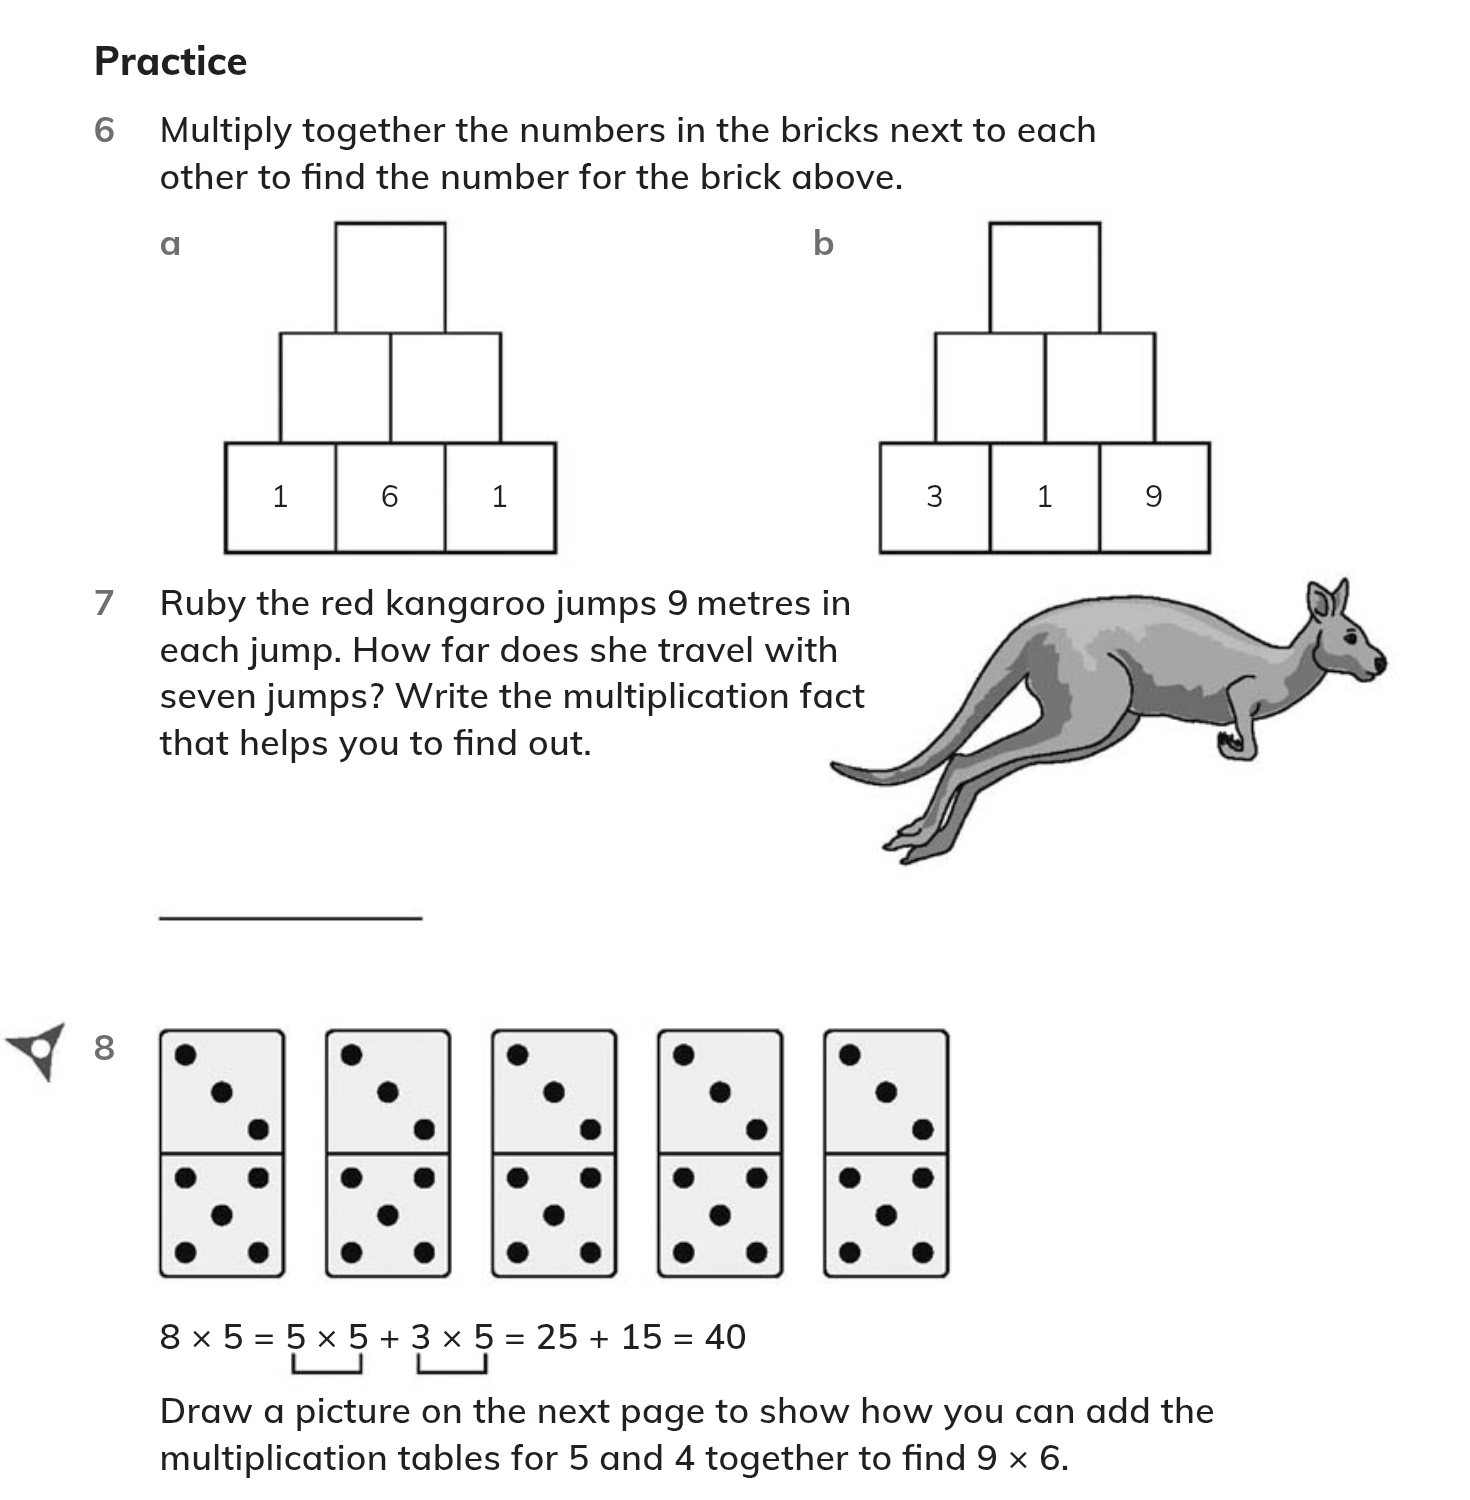 Practice
6 Multiply together the numbers in the bricks next to each
other to find the number for the brick above.
a b
1 6 1 3 1 9
7 Ruby the red kangaroo jumps 9 metres in
each jump. How far does she travel with
seven jumps? Write the multiplication fact
that helps you to find out.
8
8 × 5 = 5 × 5 + 3 × 5 = 25 + 15 = 40
Draw a picture on the next page to show how you can add the
multiplication tables for 5 and 4 together to find 9 × 6.